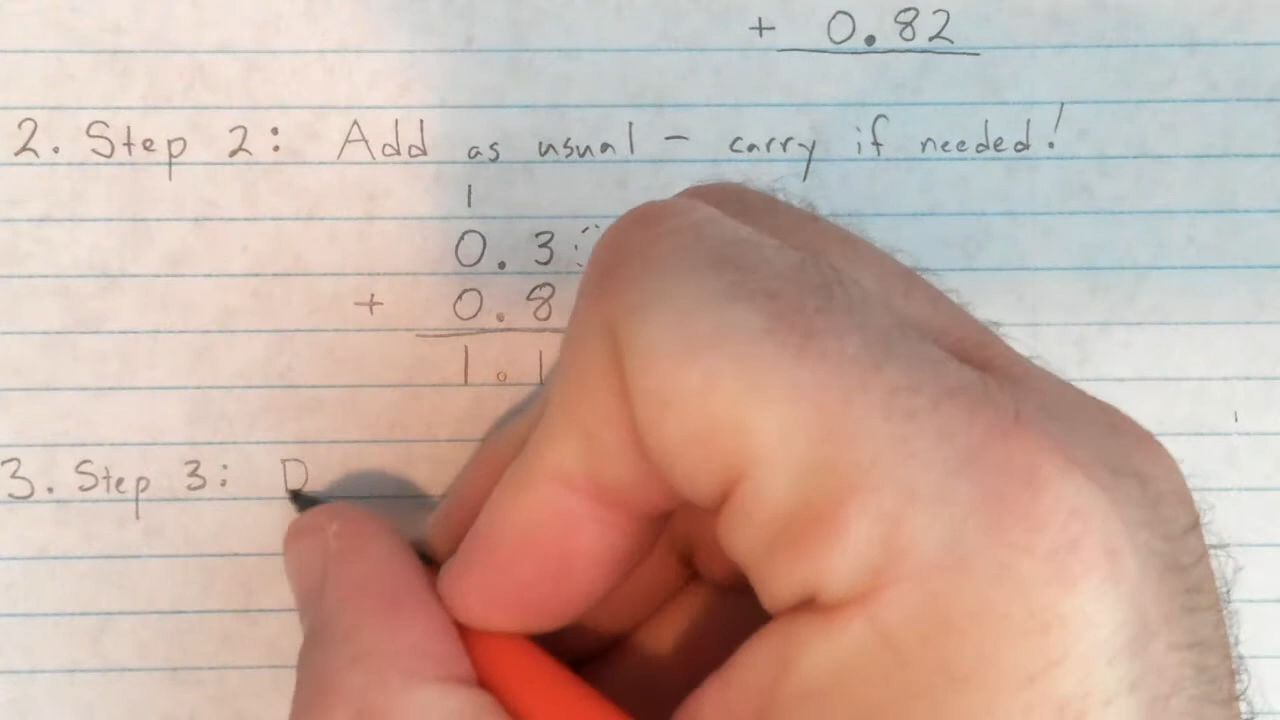 + 0.82
2. Step 2: Add as usual - carry if needed!
1
0.3
+ 0.8
1.1
3. Step 3: D